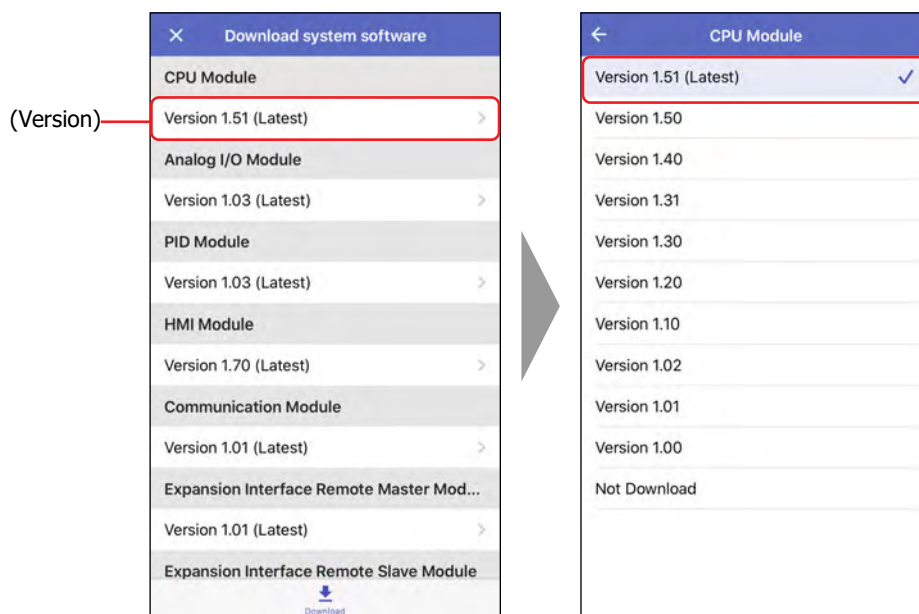 (Version)
Download system software
CPU Module
Version 1.51 (Latest)
Analog I/O Module
Version 1.03 (Latest)
PID Module
Version 1.03 (Latest)
HMI Module
Version 1.70 (Latest)
Communication Module
Version 1.01 (Latest)
Expansion Interface Remote Master Mod...
Version 1.01 (Latest)
Expansion Interface Remote Slave Module
Download
CPU Module
Version 1.51 (Latest)
Version 1.50
Version 1.40
Version 1.31
Version 1.30
Version 1.20
Version 1.10
Version 1.02
Version 1.01
Version 1.00
Not Download